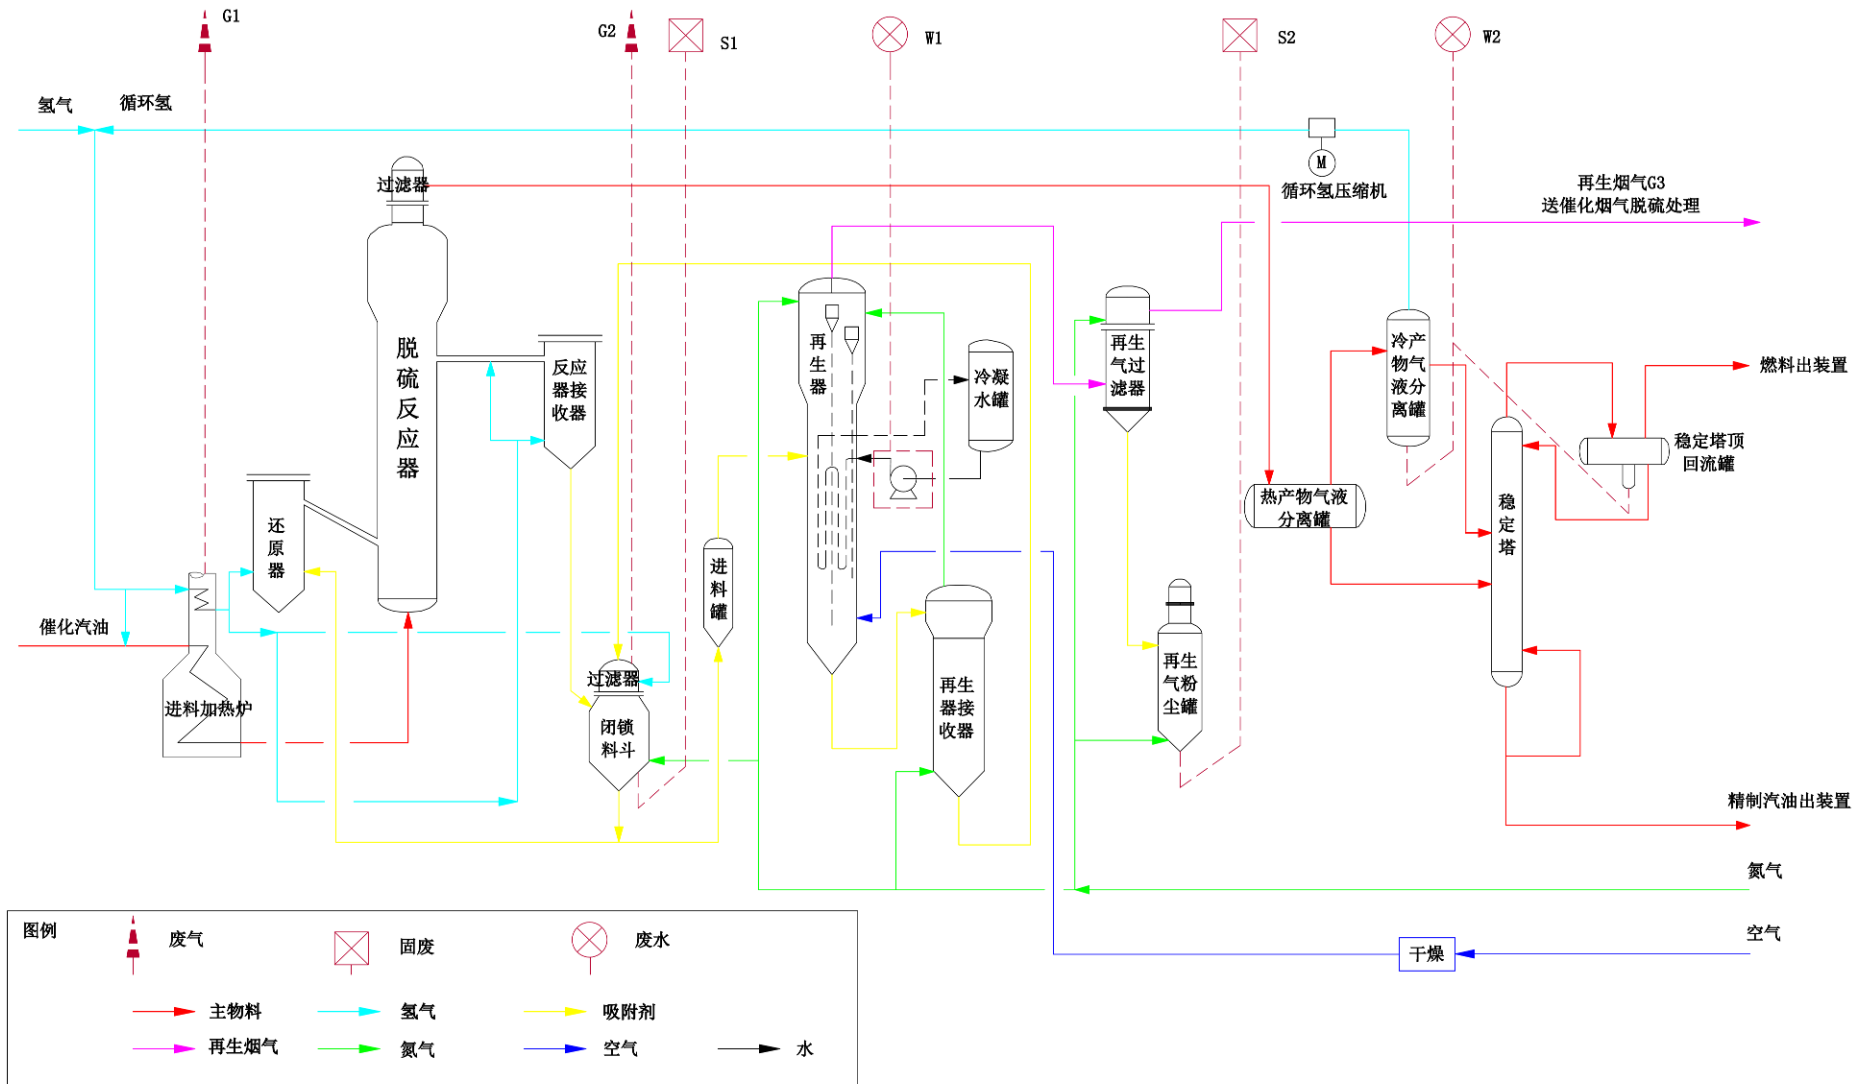 G1
G2
S1
W1
S2
W2
氢气
循环氢
M
循环氢压缩机
再生烟气G3
送催化烟气脱硫处理
过滤器
脱硫反应器
反应
器接
收器
还原器
再生器
冷凝
水罐
再生
气过
滤器
冷产
物气
液分
离罐
燃料出装置
稳定塔顶
回流罐
热产物气液
分离罐
稳定塔
进料罐
催化汽油
进料加热炉
过滤器
闭锁
料斗
再生
器接
收器
再生
气粉
尘罐
精制汽油出装置
氮气
空气
干燥
图例
废气
固废
废水
主物料
氢气
吸附剂
再生烟气
氮气
空气
水